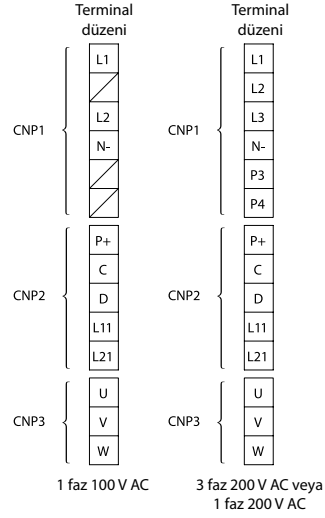 Terminal
düzeni
L1
L2
N-
CNP1
P+
C
D
L11
L21
CNP2
U
V
W
CNP3
1 faz 100 V AC
Terminal
düzeni
L1
L2
L3
N-
P3
P4
CNP1
P+
C
D
L11
L21
CNP2
U
V
W
CNP3
3 faz 200 V AC veya
1 faz 200 V AC